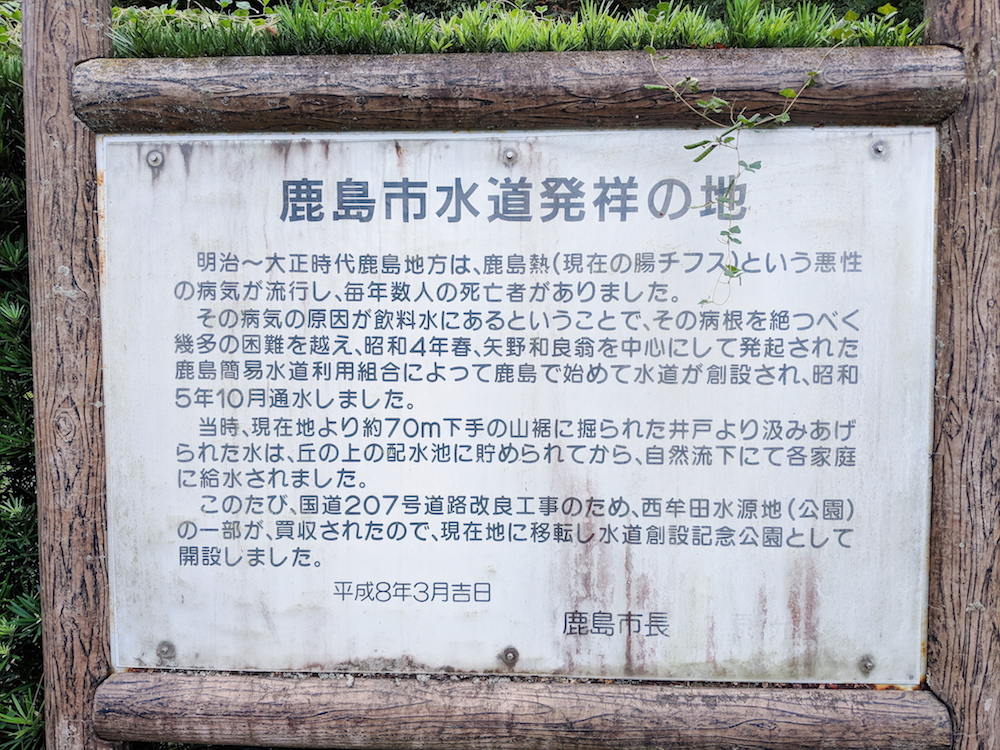 鹿島市水道発祥の地
明治～大正時代鹿島地方は、鹿島熱(現在の腸チフス)という悪性
の病気が流行し、毎年数人の死亡者がありました。
その病気の原因が飲料水にあるということで、その病根を絶つべく
幾多の困難を越え、昭和4年春、矢野和良翁を中心にして発起された
鹿島簡易水道利用組合によって鹿島で始めて水道が創設され、昭和
5年10月通水しました。
当時、現在地より約70m下手の山裾に掘られた井戸より汲みあげ
られた水は、丘の上の配水池に貯められてから、自然流下にて各家庭
に給水されました。
このたび、国道207号道路改良工事のため、西牟田水源地(公園)
の一部が、買収されたので、現在地に移転し水道創設記念公園として
開設しました。
平成8年3月吉日
鹿島市長